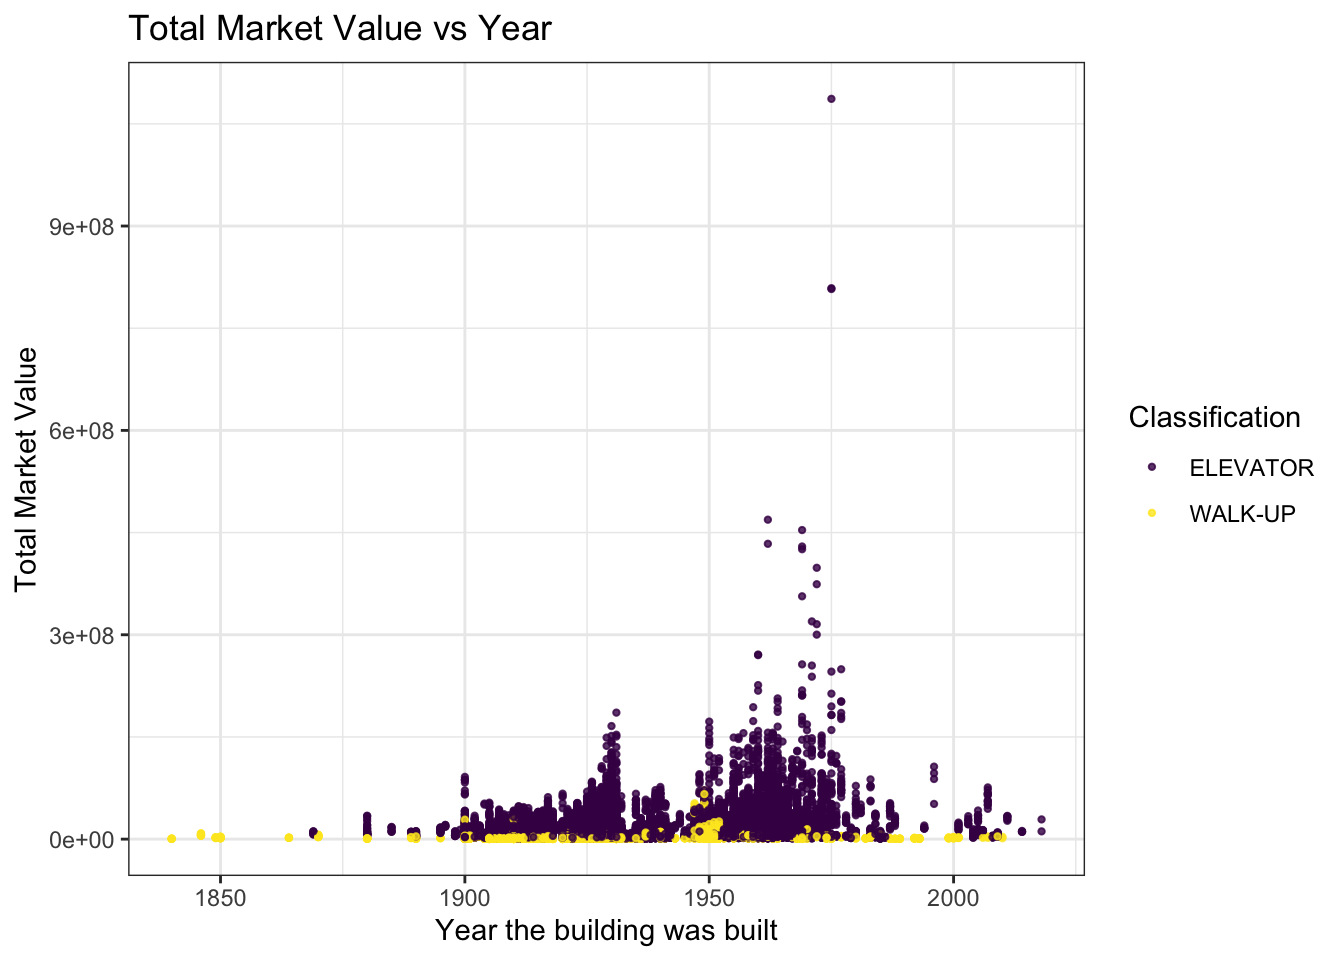 Total Market Value vs Year
Total Market Value
9e+08
6e+08
3e+08
0e+00
1850 1900 1950 2000
Year the building was built
Classification
ELEVATOR
WALK-UP